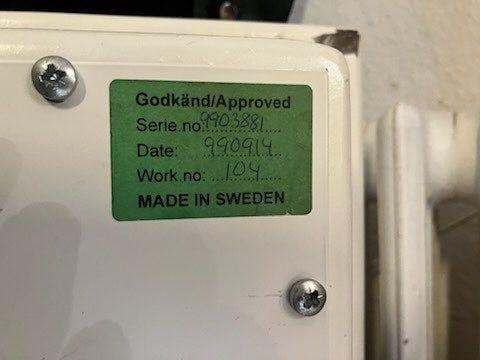 Godkänd/Approved
Serie.no: 9903881
Date: 990914
Work.no: 104
MADE IN SWEDEN